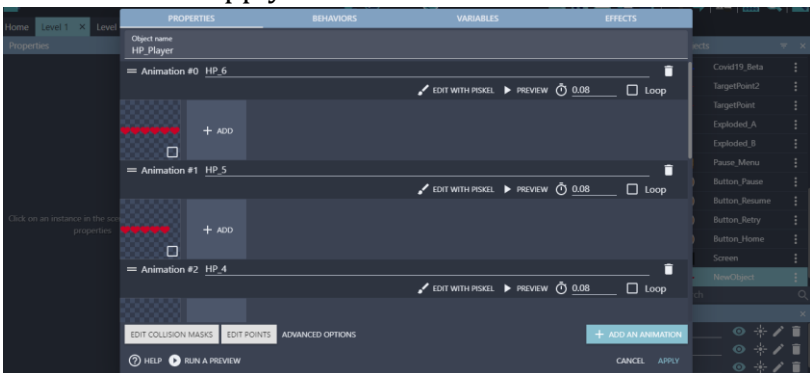 PROPERTIES BEHAVIORS VARIABLES EFFECTS
Home Level 1 × Level
Properties
Object name
HP_Player
Animation #0 HP_6
EDIT WITH PISKEL PREVIEW 0.08 Loop
+ ADD
Animation #1 HP_5
EDIT WITH PISKEL PREVIEW 0.08 Loop
+ ADD
Animation #2 HP_4
EDIT WITH PISKEL PREVIEW 0.08 Loop
EDIT COLLISION MASKS EDIT POINTS ADVANCED OPTIONS + ADD AN ANIMATION
HELP RUN A PREVIEW CANCEL APPLY
Click on an instance in the
properties
ects
Covid19_Beta
TargetPoint2
TargetPoint
Exploded_A
Exploded_B
Pause_Menu
Button_Pause
Button_Resume
Button_Retry
Button_Home
Screen
NewObject
ch